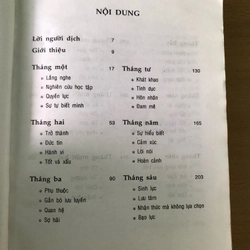 NỘI DUNG
Lời người dịch 7
Giới thiệu 9
Tháng một 17
Lắng nghe
Nghiên cứu học tập
Quyền lực
Sự tự biết mình
Tháng hai 53
Trở thành
Đức tin
Hành vi
Tốt và xấu
Tháng ba 90
Phụ thuộc
Gắn bó lưu luyến
Quan hệ
Sợ hãi
Tháng tư 130
Khát khao
Tình dục
Hôn nhân
Đam mê
Tháng năm 165
Sự hiểu biết
Cảm xúc
Lời nói
Hoàn cảnh
Tháng sáu 203
Sinh lực
Lưu tâm
Nhận thức mà không lựa chọn
Bạo lực